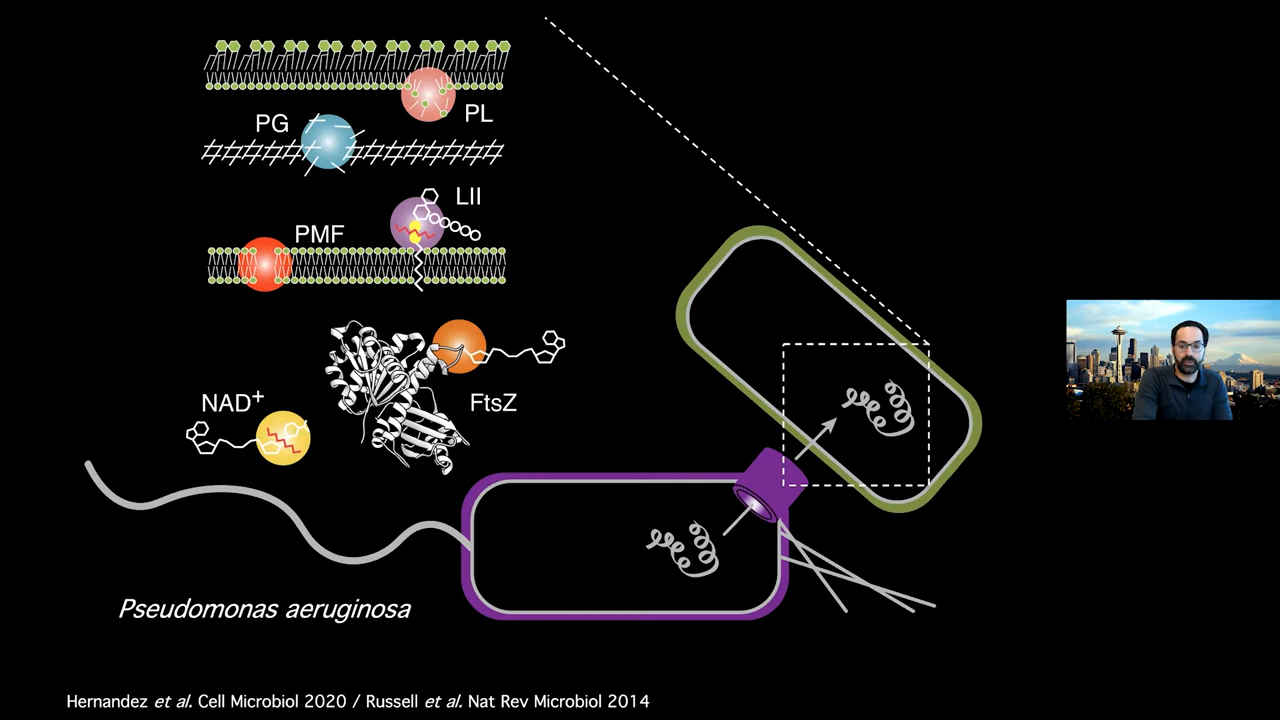 PL
PG
LII
PMF
FtsZ
NAD+
Pseudomonas aeruginosa
Hernandez et al. Cell Microbiol 2020 / Russell et al. Nat Rev Microbiol 2014